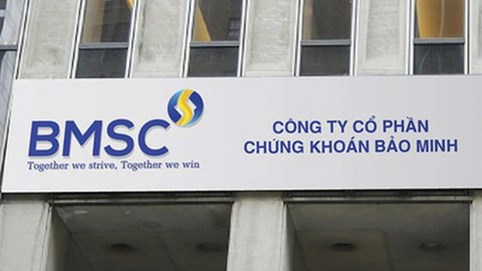 BMSC
Together we strive, Together we win
CÔNG TY CỔ PHẦN
CHỨNG KHOÁN BẢO MINH